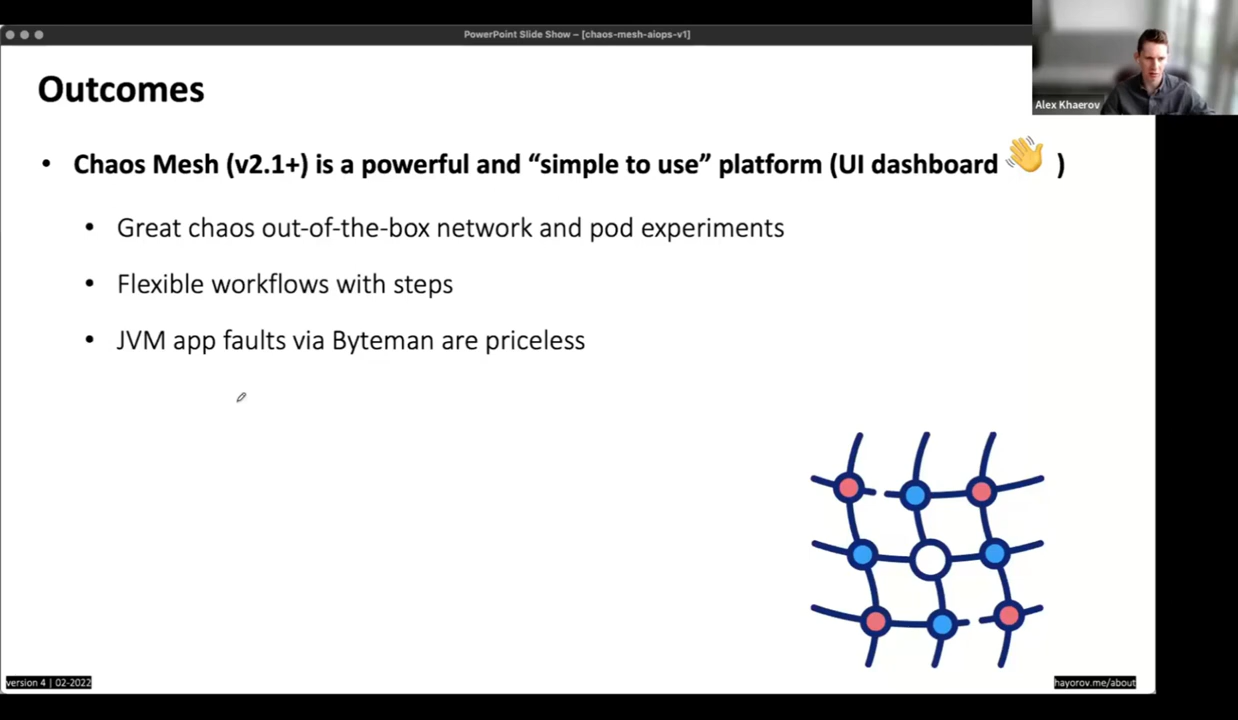 PowerPoint Slide Show – [chaos-mesh-aiops-v1]
Alex Khaerov
Outcomes
• Chaos Mesh (v2.1+) is a powerful and “simple to use” platform (UI dashboard 👋 )
• Great chaos out-of-the-box network and pod experiments
• Flexible workflows with steps
• JVM app faults via Byteman are priceless
version 4 | 02-2022
hayorov.me/about